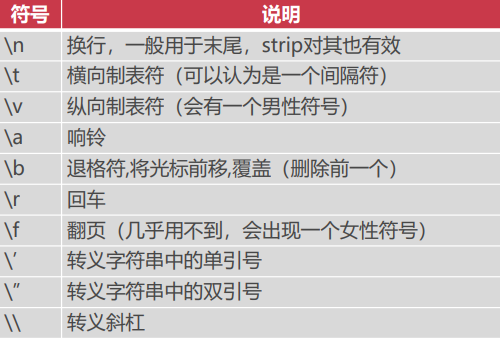 符号 说明
\n 换行，一般用于末尾，strip对其也有效
\t 横向制表符（可以认为是一个间隔符）
\v 纵向制表符（会有一个男性符号）
\a 响铃
\b 退格符,将光标前移,覆盖（删除前一个）
\r 回车
\f 翻页（几乎用不到，会出现一个女性符号）
\’ 转义字符串中的单引号
\” 转义字符串中的双引号
\\ 转义斜杠